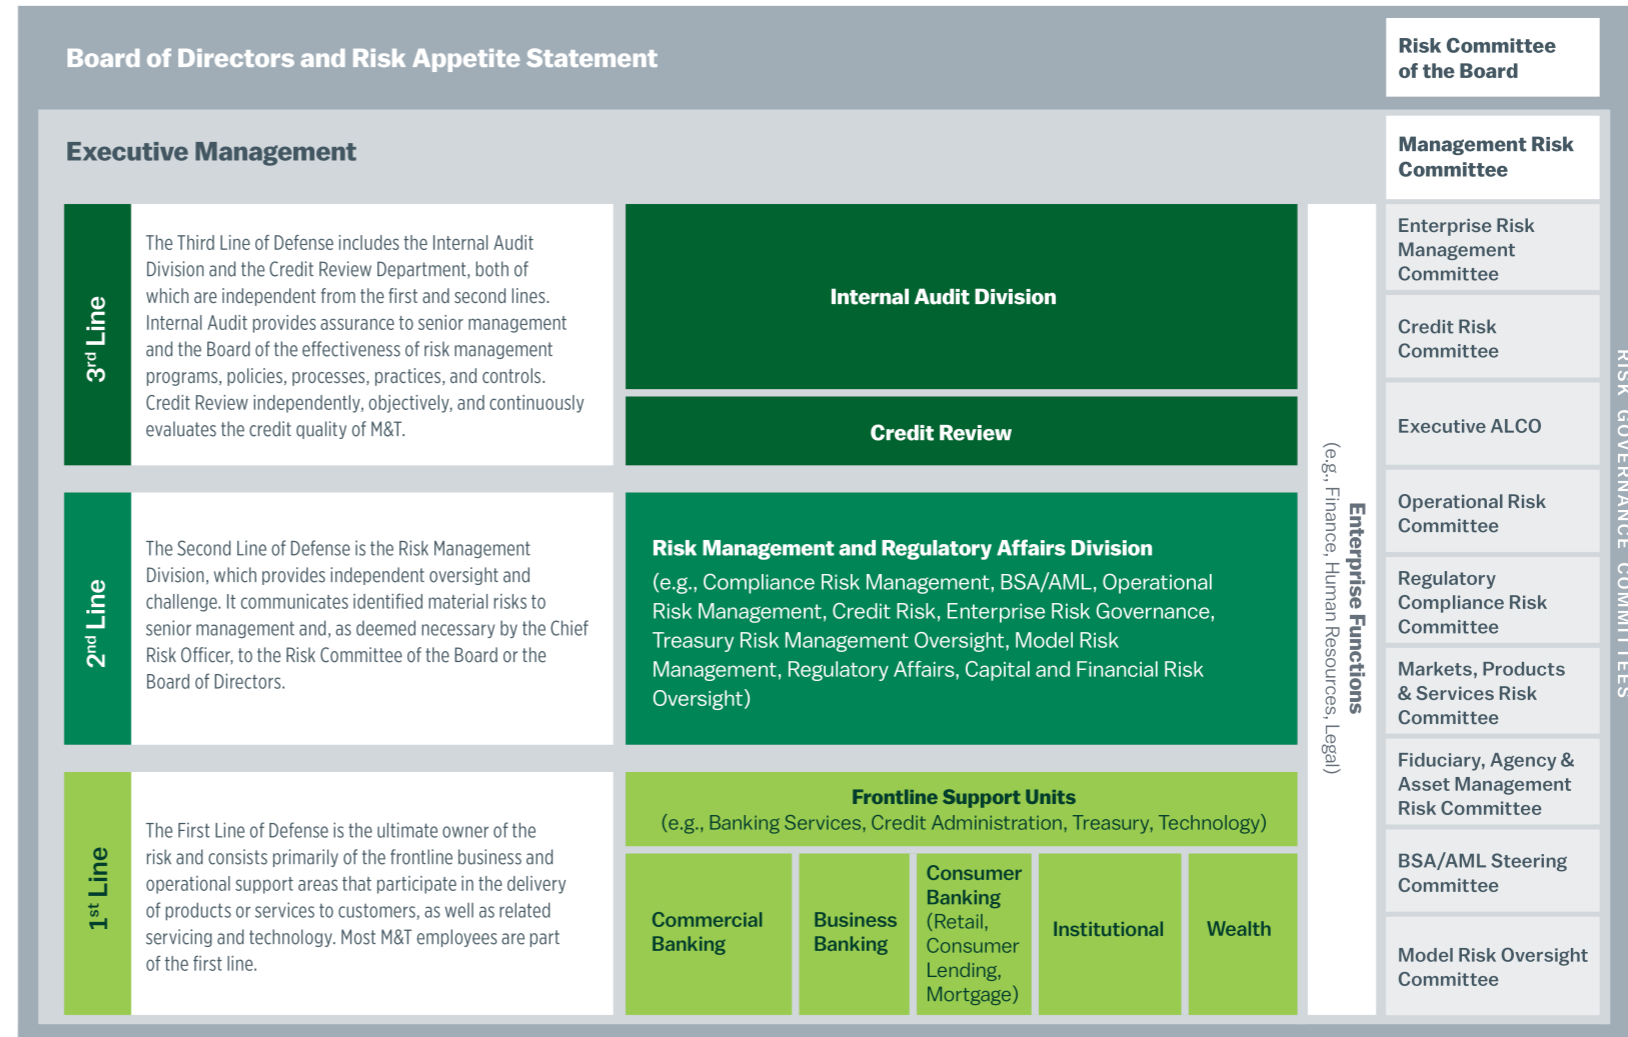 Board of Directors and Risk Appetite Statement
Risk Committee
of the Board
Executive Management
Management Risk
Committee
3rd Line
The Third Line of Defense includes the Internal Audit
Division and the Credit Review Department, both of
which are independent from the first and second lines.
Internal Audit provides assurance to senior management
and the Board of the effectiveness of risk management
programs, policies, processes, practices, and controls.
Credit Review independently, objectively, and continuously
evaluates the credit quality of M&T.
Internal Audit Division
Credit Review
2nd Line
The Second Line of Defense is the Risk Management
Division, which provides independent oversight and
challenge. It communicates identified material risks to
senior management and, as deemed necessary by the Chief
Risk Officer, to the Risk Committee of the Board or the
Board of Directors.
Risk Management and Regulatory Affairs Division
(e.g., Compliance Risk Management, BSA/AML, Operational
Risk Management, Credit Risk, Enterprise Risk Governance,
Treasury Risk Management Oversight, Model Risk
Management, Regulatory Affairs, Capital and Financial Risk
Oversight)
1st Line
The First Line of Defense is the ultimate owner of the
risk and consists primarily of the frontline business and
operational support areas that participate in the delivery
of products or services to customers, as well as related
servicing and technology. Most M&T employees are part
of the first line.
Frontline Support Units
(e.g., Banking Services, Credit Administration, Treasury, Technology)
Commercial
Banking
Business
Banking
Consumer
Banking
(Retail,
Consumer
Lending,
Mortgage)
Institutional
Wealth
Enterprise Functions
(e.g., Finance, Human Resources, Legal)
Enterprise Risk
Management
Committee
Credit Risk
Committee
Executive ALCO
Operational Risk
Committee
Regulatory
Compliance Risk
Committee
Markets, Products
& Services Risk
Committee
Fiduciary, Agency &
Asset Management
Risk Committee
BSA/AML Steering
Committee
Model Risk Oversight
Committee
RISK GOVERNANCE COMMITTEES